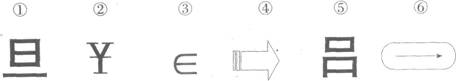 ① ② ③ ④ ⑤ ⑥
旦 ¥ ∈ 吕